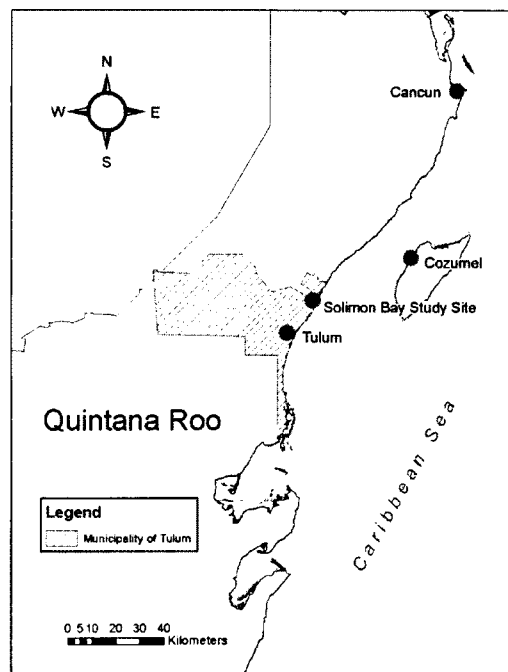 N
W E
S
Cancun
Cozumel
Solimon Bay Study Site
Tulum
Quintana Roo
Caribbean Sea
Legend
Municipality of Tulum
0 5 10 20 30 40
Kilometers